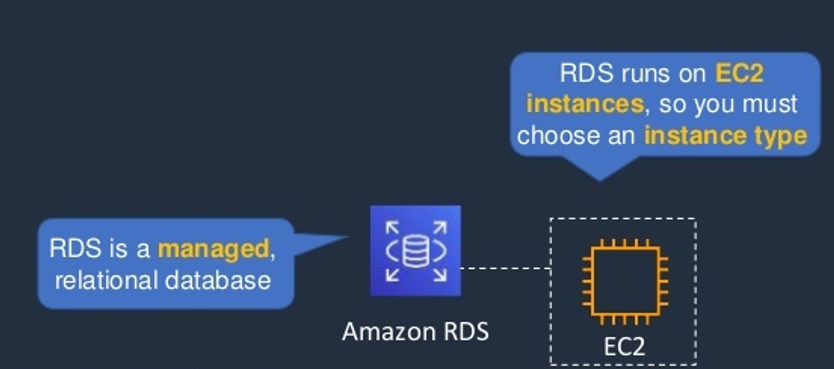 RDS runs on EC2
instances, so you must
choose an instance type
RDS is a managed,
relational database
Amazon RDS
EC2